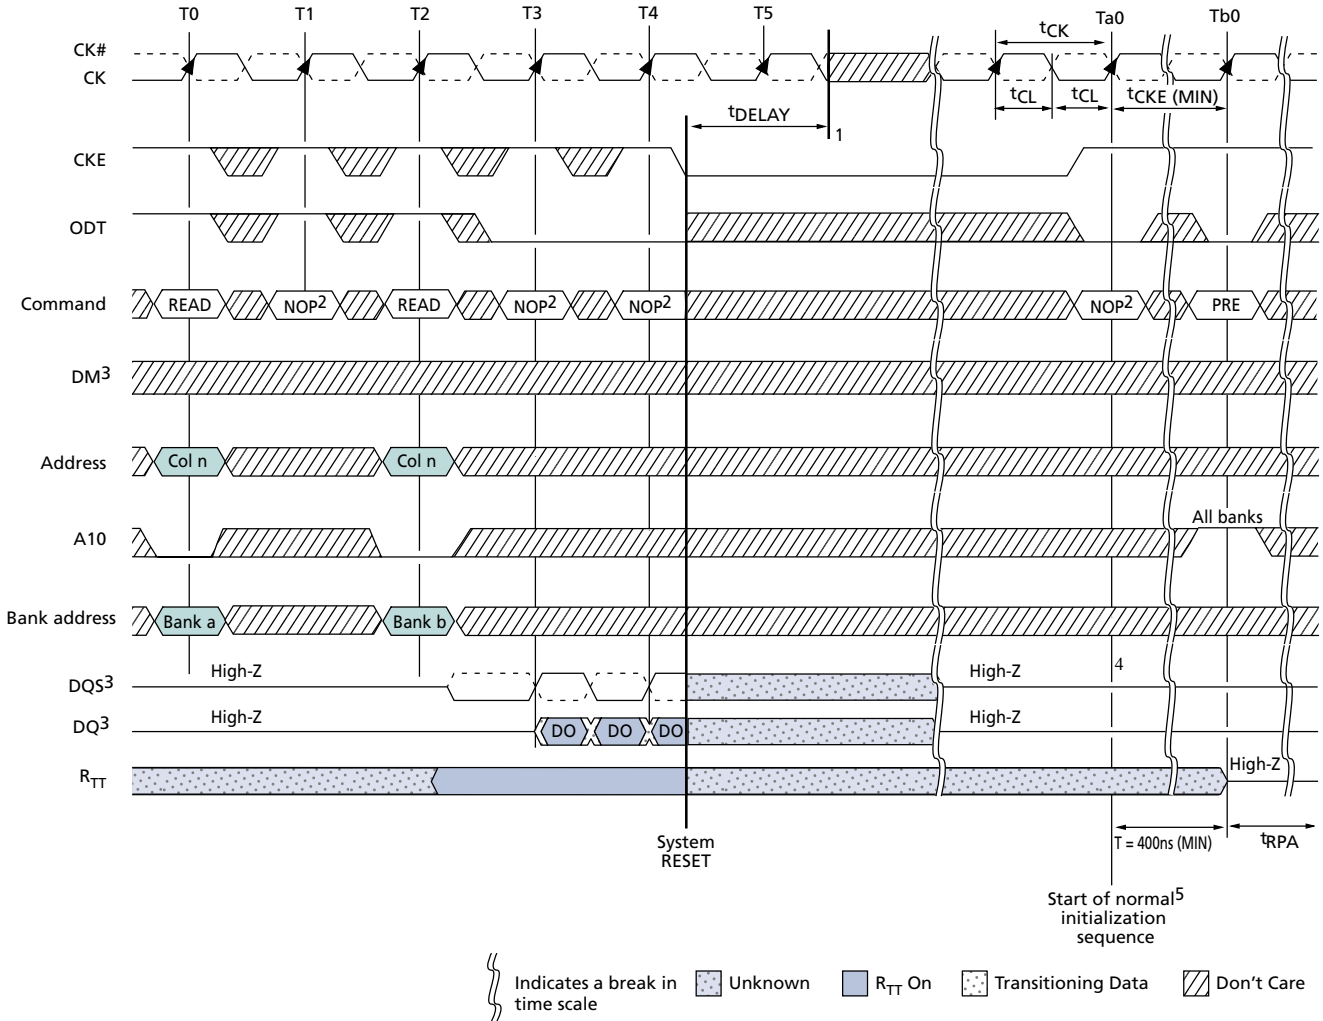 T0 T1 T2 T3 T4 T5 Ta0 Tb0
CK#
CK
tCK
tCL tCL tCKE (MIN)
tDELAY
1
CKE
ODT
Command READ NOP2 READ NOP2 NOP2 NOP2 PRE
DM3
Address Col n Col n
All banks
A10
Bank address Bank a Bank b
High-Z High-Z 4
DQS3
High-Z High-Z
DQ3 DO DO DO
RTT High-Z
System
RESET
T = 400ns (MIN) tRPA
Start of normal5
initialization
sequence
Indicates a break in
time scale
Unknown RTT On Transitioning Data Don't Care